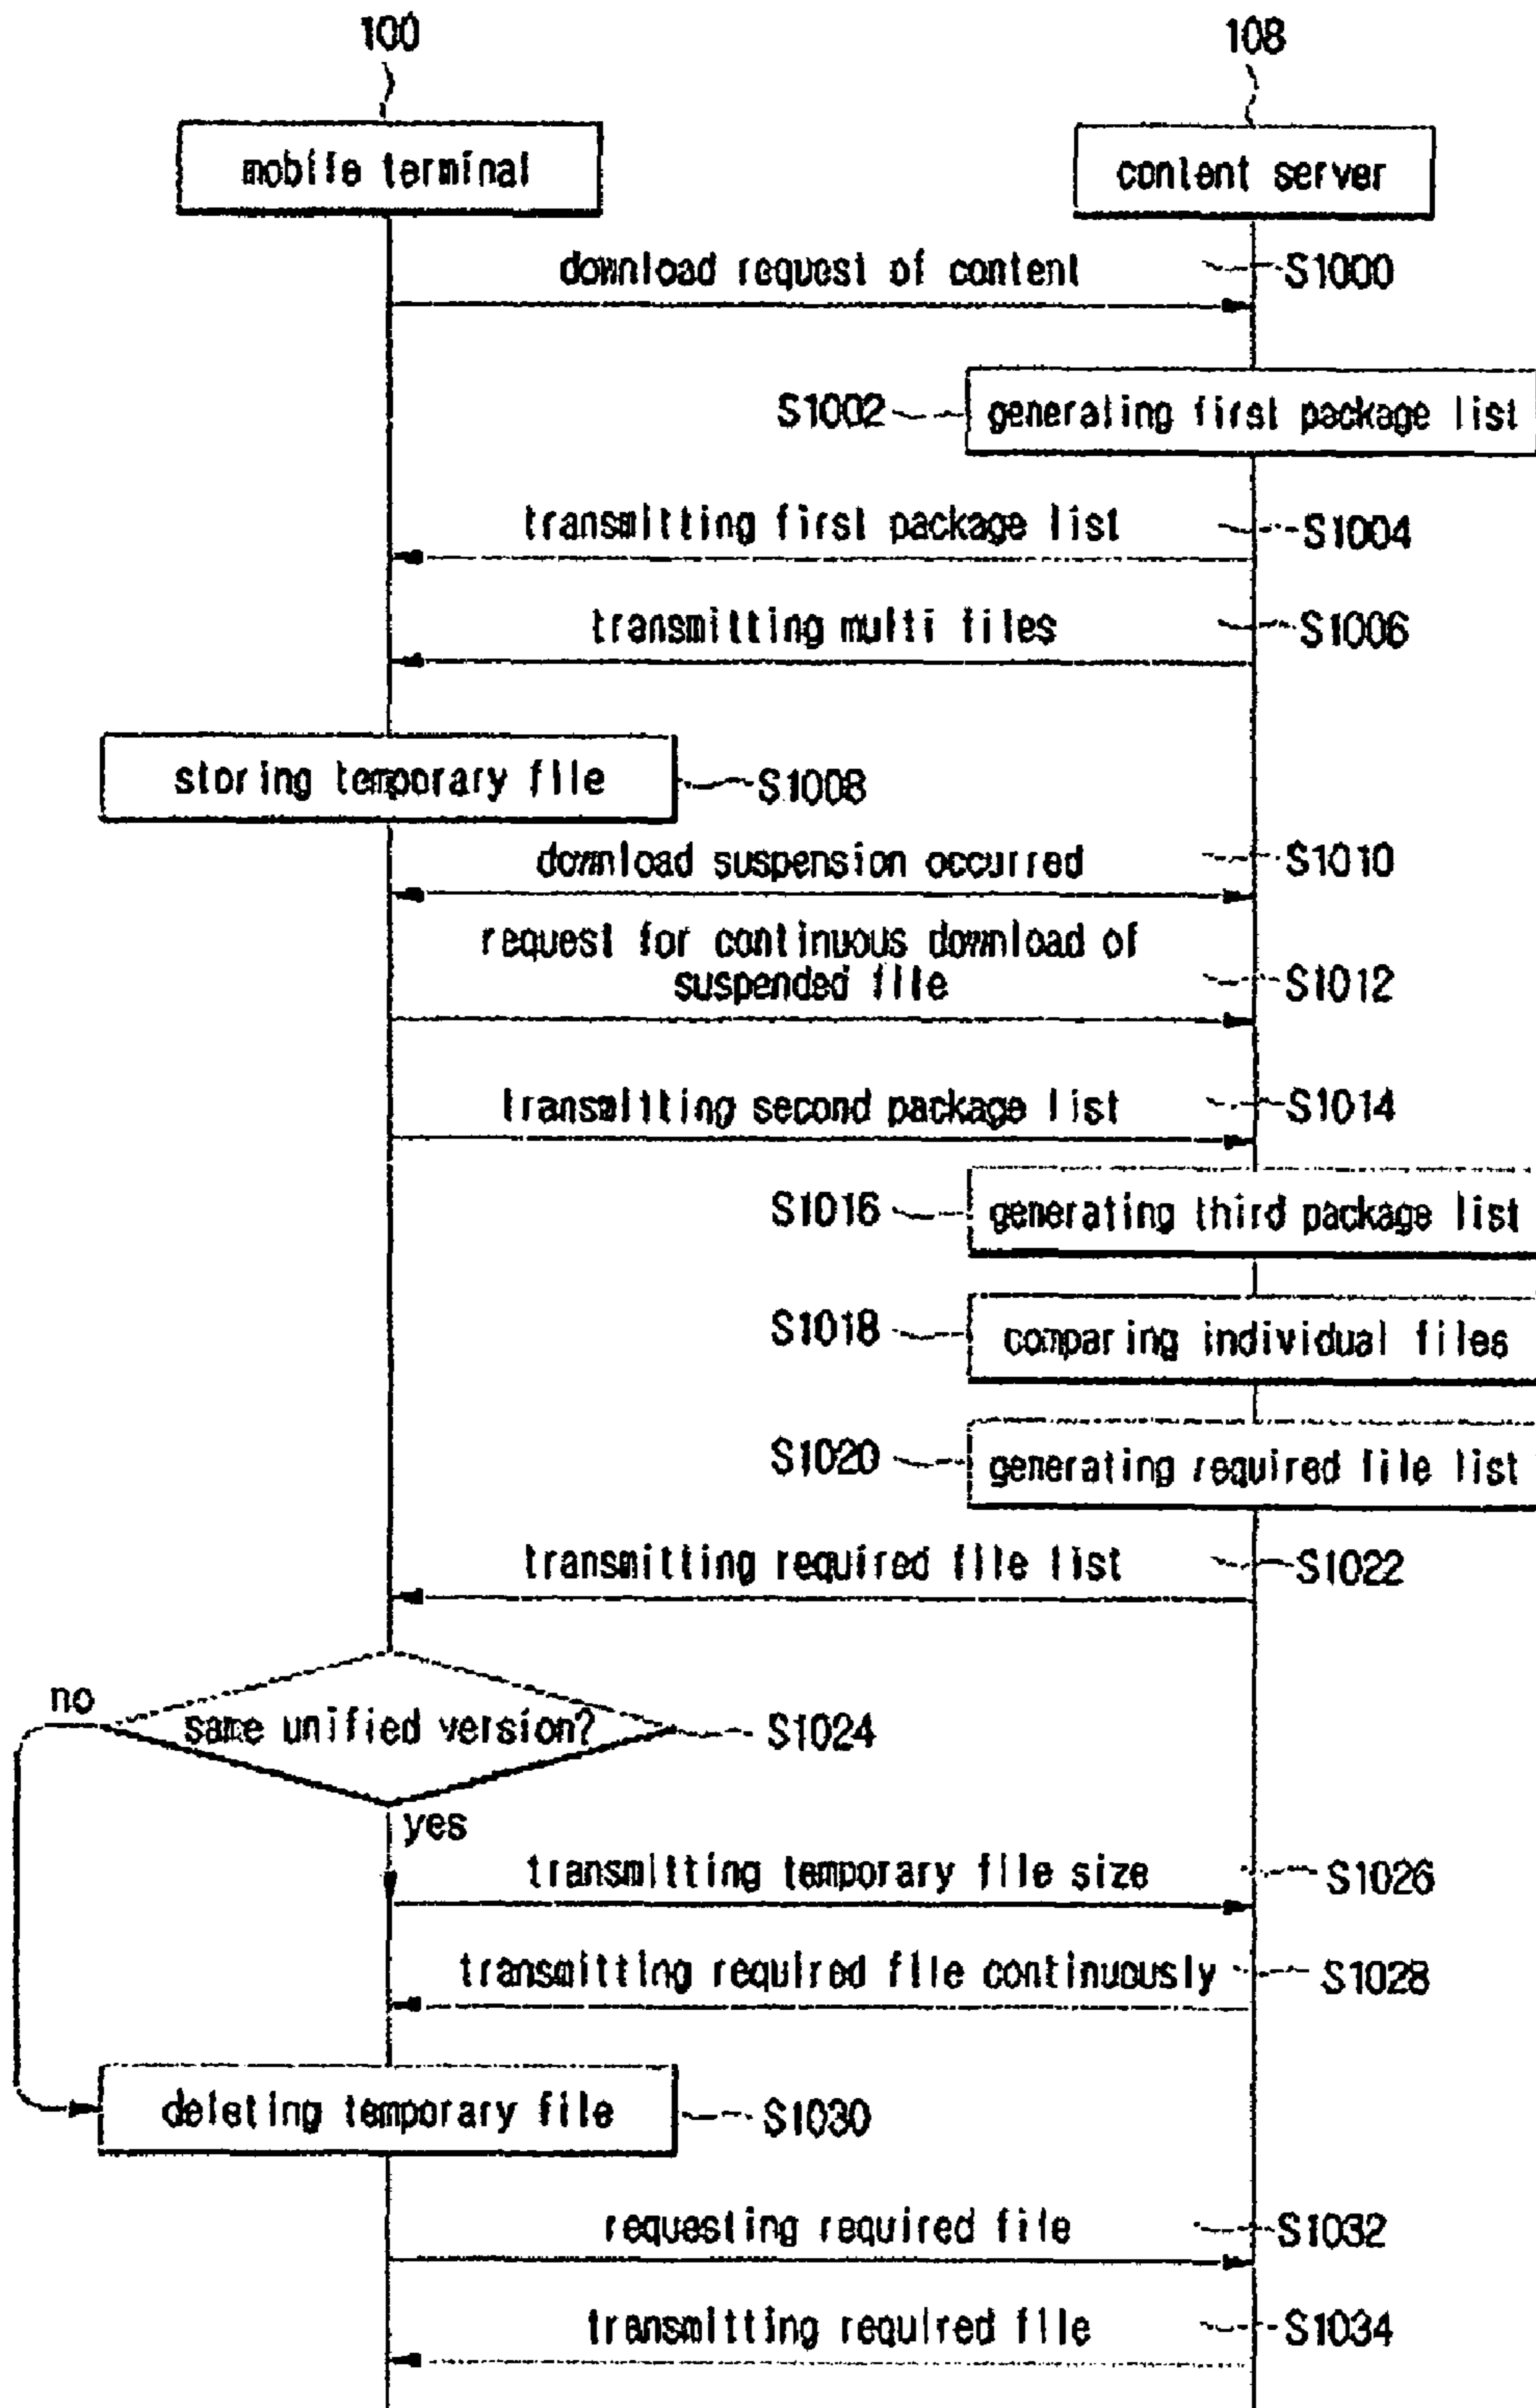 100
108
mobile terminal
content server
download request of content
S1000
S1002
generating first package list
transmitting first package list
S1004
transmitting multi files
S1006
storing temporary file
S1008
download suspension occurred
S1010
request for continuous download of
suspended file
S1012
transmitting second package list
S1014
S1016
generating third package list
S1018
comparing individual files
S1020
generating required file list
transmitting required file list
S1022
no
same unified version?
S1024
yes
transmitting temporary file size
S1026
transmitting required file continuously
S1028
deleting temporary file
S1030
requesting required file
S1032
transmitting required file
S1034